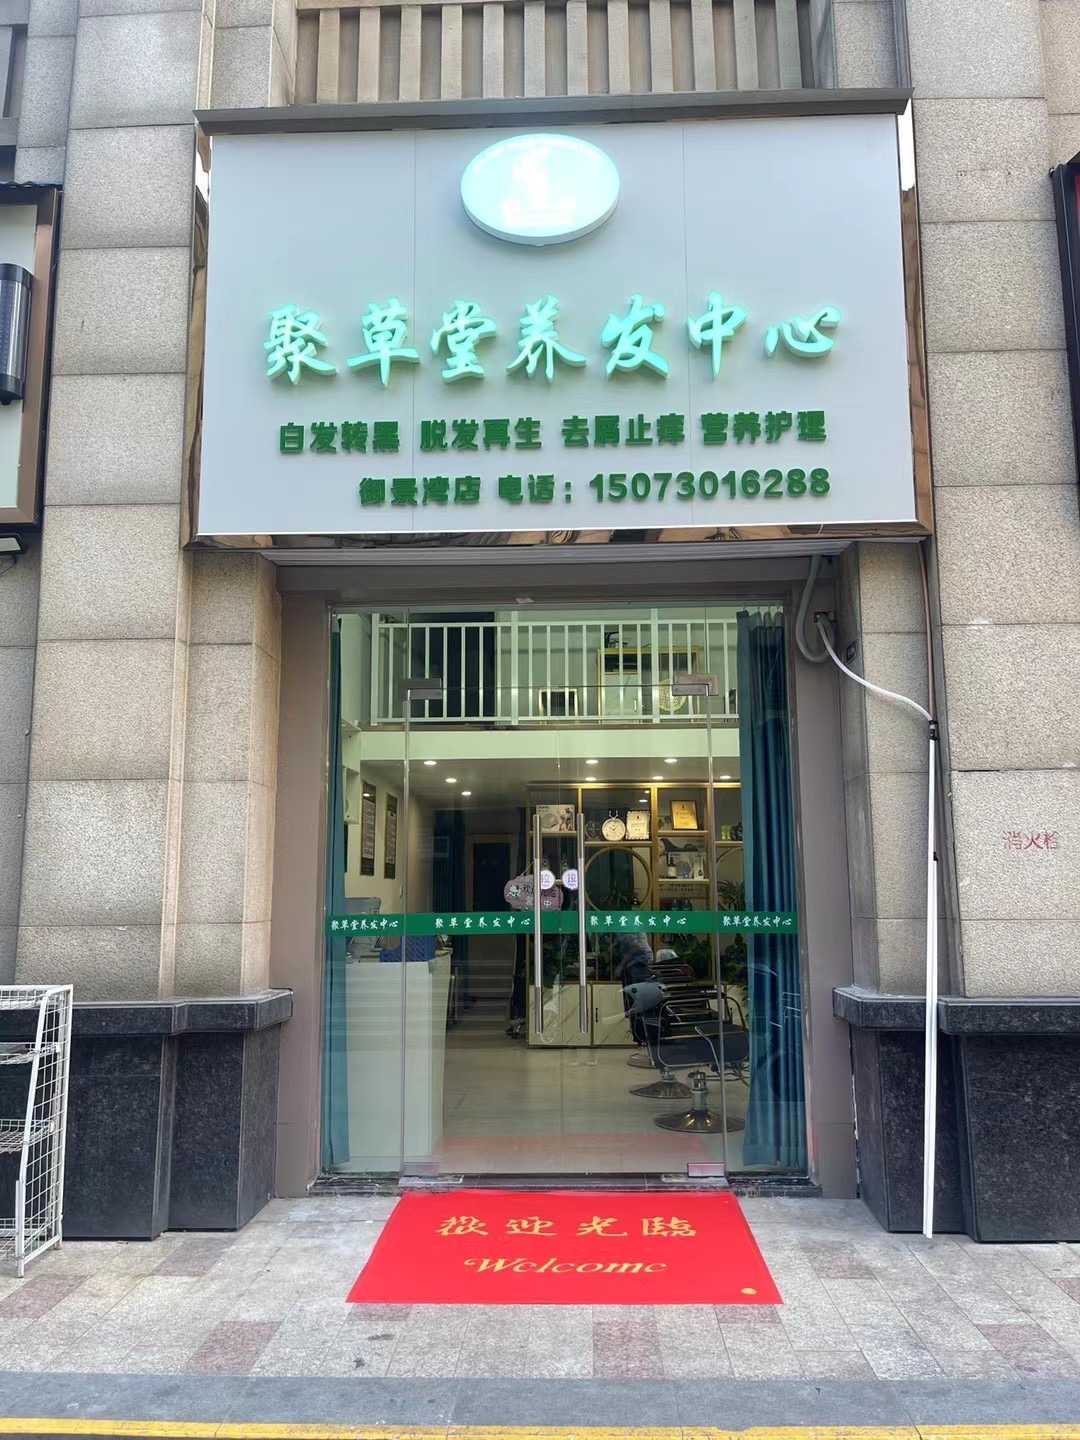 聚草堂养发中心
白发转黑 脱发再生 去屑止痒 营养护理
御景湾店 电话：15073016288
聚草堂养发中心 聚草堂养发中心 聚草堂养发中心 聚草堂养发中心
消火栓
歡迎光臨
Welcome